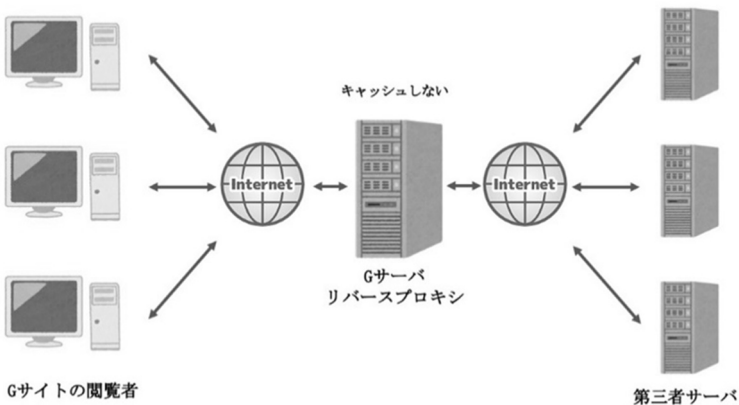 キャッシュしない
Internet
Internet
Gサーバ
リバースプロキシ
Gサイトの閲覧者
第三者サーバ